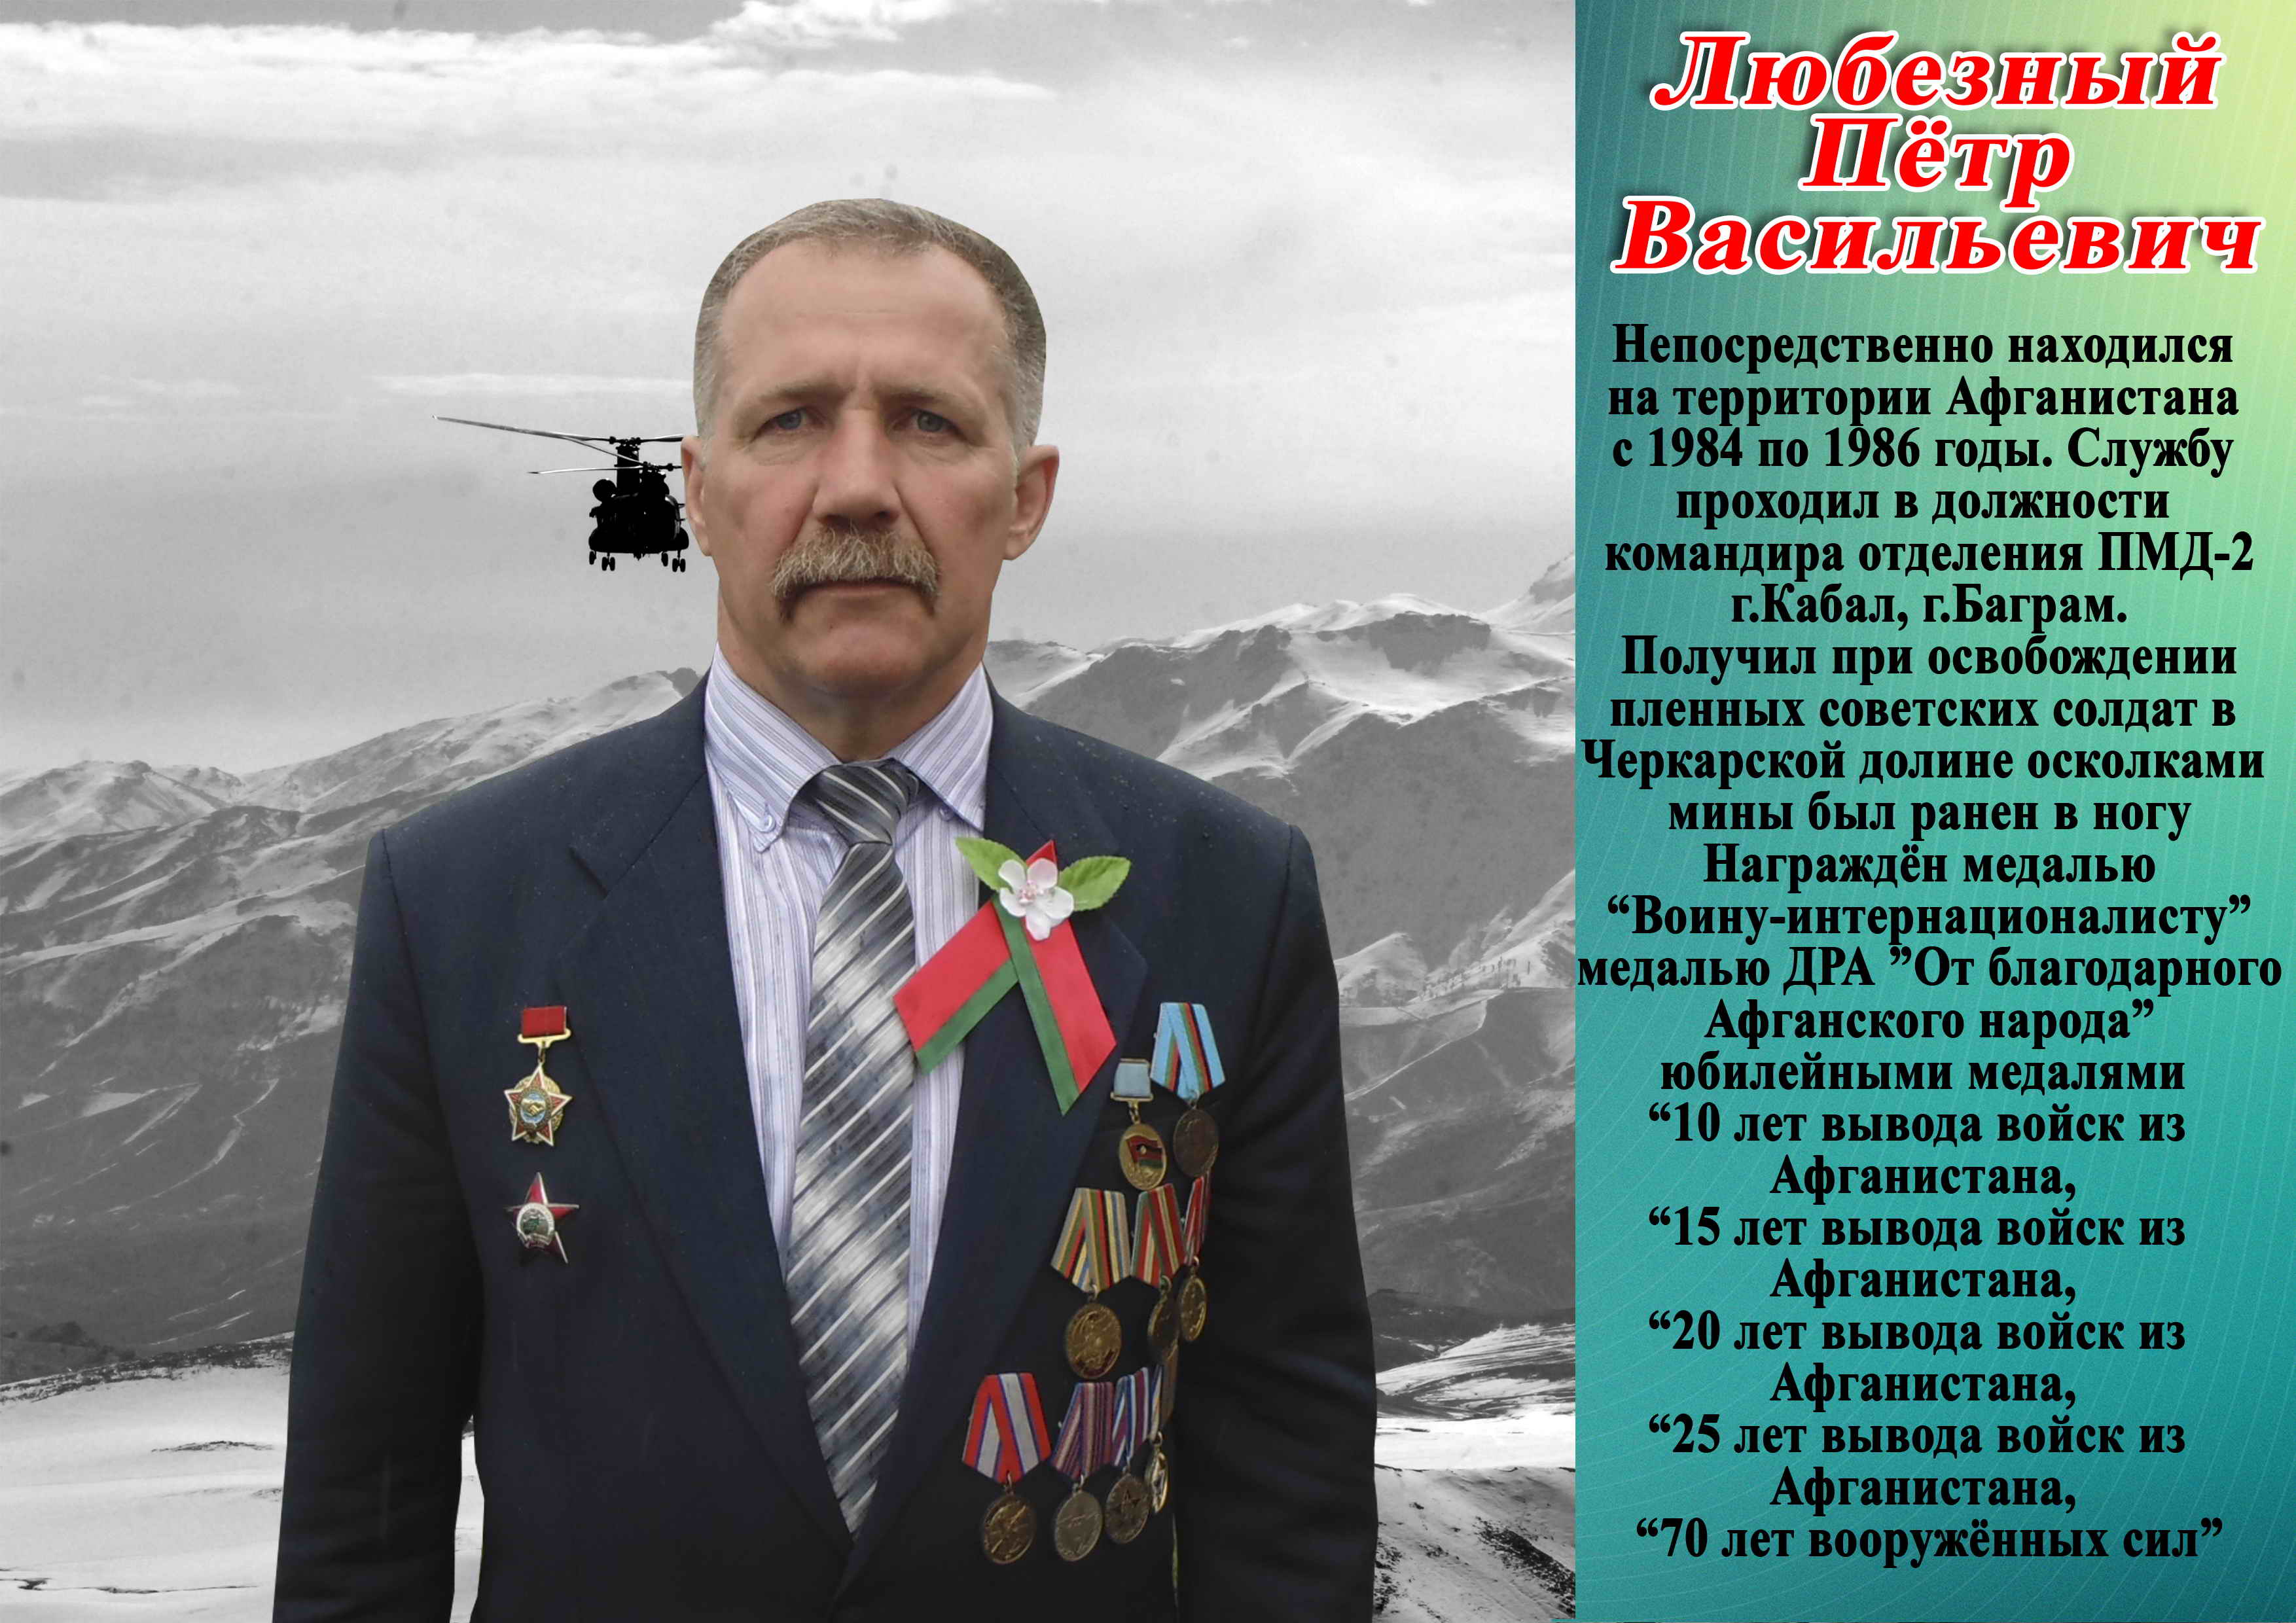 Любезный
Пётр
Васильевич
Непосредственно находился
на территории Афганистана
с 1984 по 1986 годы. Службу
проходил в должности
командира отделения ПМД-2
г.Кабал, г.Баграм.
Получил при освобождении
пленных советских солдат в
Черкарской долине осколками
мины был ранен в ногу
Награждён медалью
“Воину-интернационалисту”
медалью ДРА ”От благодарного
Афганского народа”
юбилейными медалями
“10 лет вывода войск из
Афганистана,
“15 лет вывода войск из
Афганистана,
“20 лет вывода войск из
Афганистана,
“25 лет вывода войск из
Афганистана,
“70 лет вооружённых сил”